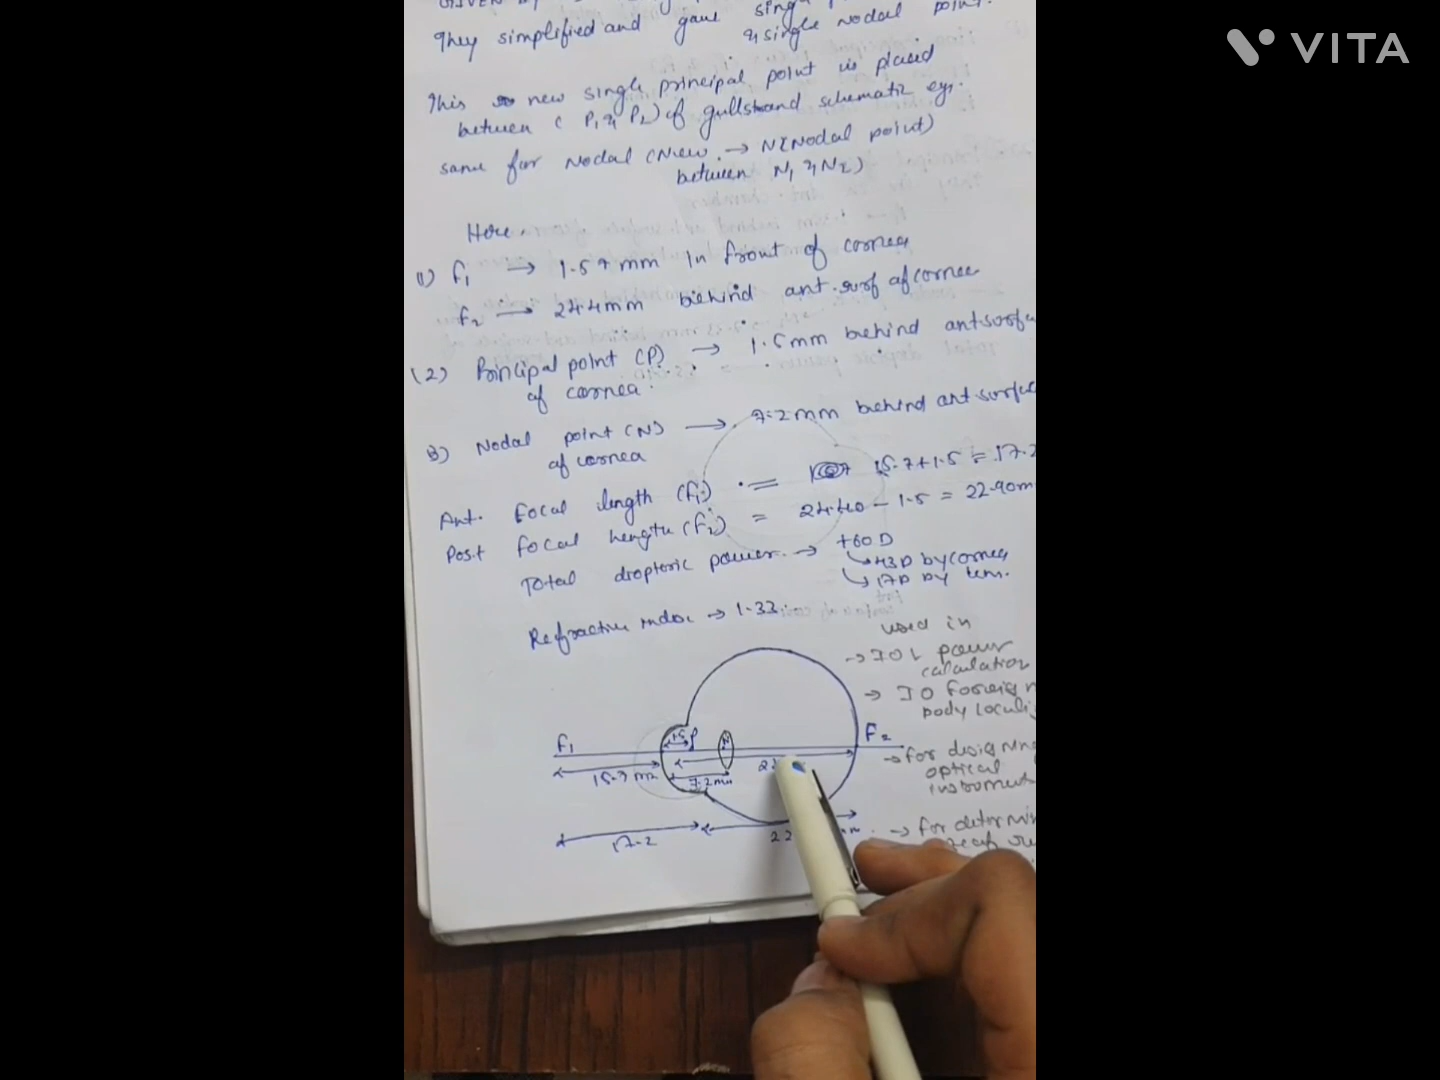 VITA
They simplified and gave
& single nodal point.
This new single principal point is placed
between ( P1 & P2) of gullstrand schematic eye.
same for Nodal (New → N[Nodal point)
between N1 & N2)
Here.
1) f1 → 1.57 mm In front of cornea
f2 → 24.4mm behind ant. surf of cornea
(2) Principal point (P) → 1.5mm behind ant surf
of cornea.
3) Nodal point (N) → 7.2mm behind ant surface
of cornea
Ant. focal length (f1) = 15.7+1.5 = 17.2
Post focal length (f2) = 24.40 - 1.5 = 22.90m
Total dioptric power → +60 D
→ 43D by cornea
→ 17D by lens.
Refractive index → 1.33
used in
→ IOL power
calculation
→ IO foreign
body locali
F1 1.5 P N F2
→ for designing
optical
instrument
15.7 mm 7.2mm
→ for determin
17.2